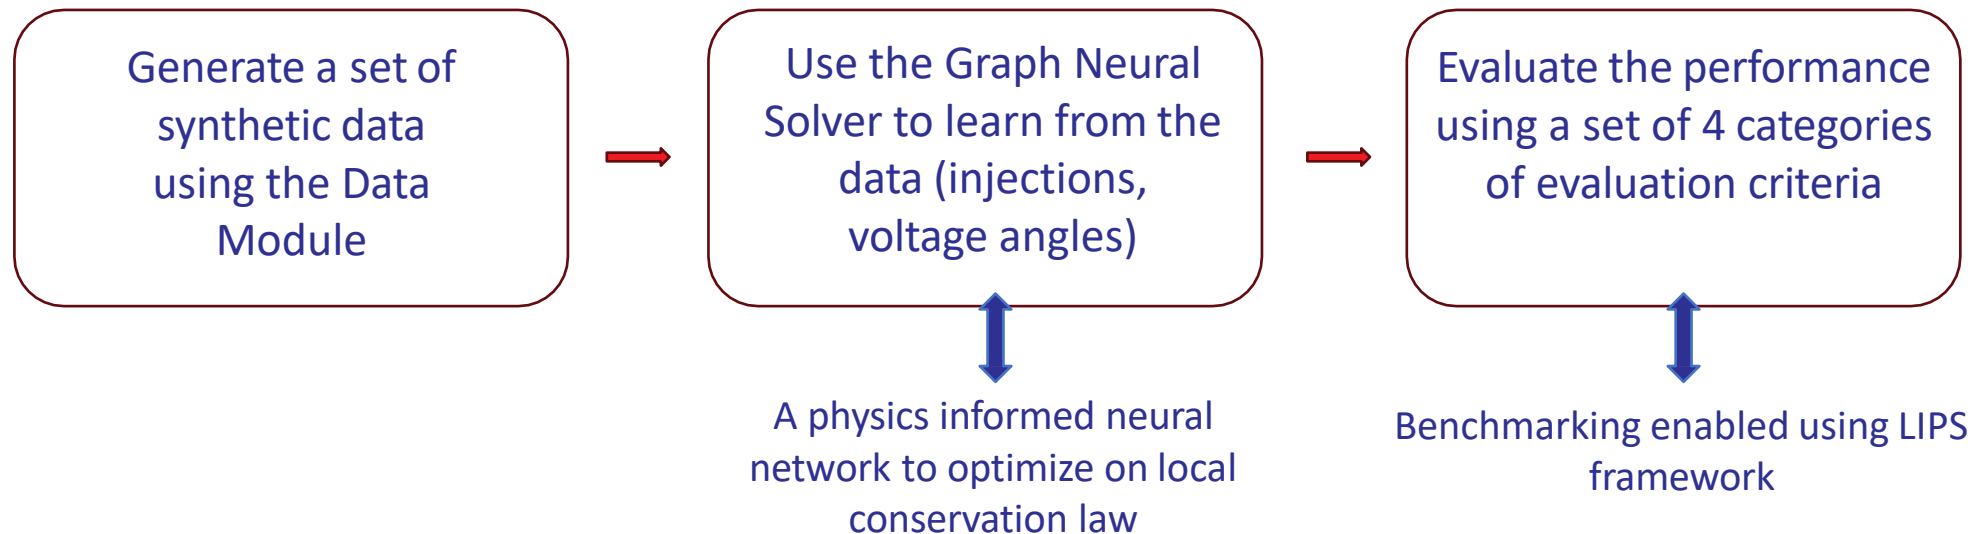 Generate a set of
synthetic data
using the Data
Module
Use the Graph Neural
Solver to learn from the
data (injections,
voltage angles)
Evaluate the performance
using a set of 4 categories
of evaluation criteria
A physics informed neural
network to optimize on local
conservation law
Benchmarking enabled using LIPS
framework